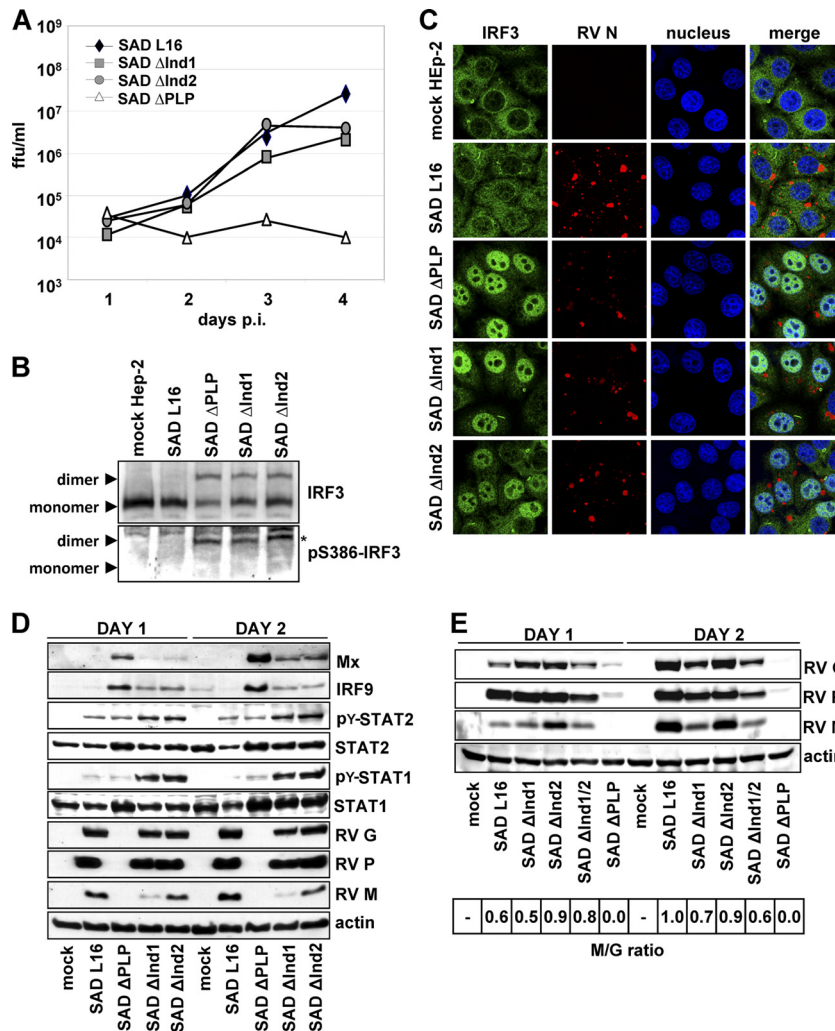 A
10⁹
10⁸
10⁷
10⁶
10⁵
10⁴
10³
ffu/ml
SAD L16
SAD ΔInd1
SAD ΔInd2
SAD ΔPLP
1 2 3 4
days p.i.
B
mock Hep-2
SAD L16
SAD ΔPLP
SAD ΔInd1
SAD ΔInd2
dimer
monomer
IRF3
dimer
monomer
*
pS386-IRF3
C
IRF3 RV N nucleus merge
mock HEp-2
SAD L16
SAD ΔPLP
SAD ΔInd1
SAD ΔInd2
D
DAY 1 DAY 2
Mx
IRF9
pY-STAT2
STAT2
pY-STAT1
STAT1
RV G
RV P
RV M
actin
mock
SAD L16
SAD ΔPLP
SAD ΔInd1
SAD ΔInd2
mock
SAD L16
SAD ΔPLP
SAD ΔInd1
SAD ΔInd2
E
DAY 1 DAY 2
RV
RV
RV
actin
mock
SAD L16
SAD ΔInd1
SAD ΔInd2
SAD ΔInd1/2
SAD ΔPLP
mock
SAD L16
SAD ΔInd1
SAD ΔInd2
SAD ΔInd1/2
SAD ΔPLP
- 0.6 0.5 0.9 0.8 0.0 - 1.0 0.7 0.9 0.6 0.0
M/G ratio